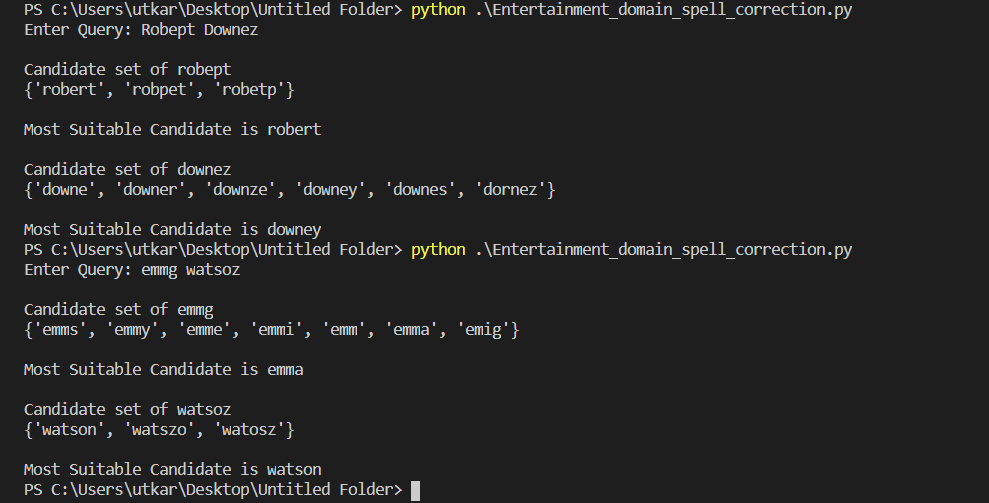 PS C:\Users\utkar\Desktop\Untitled Folder> python .\Entertainment_domain_spell_correction.py
Enter Query: Robept Downez
Candidate set of robept
{'robert', 'robpet', 'robetp'}
Most Suitable Candidate is robert
Candidate set of downez
{'downe', 'downer', 'downze', 'downey', 'downes', 'dornez'}
Most Suitable Candidate is downey
PS C:\Users\utkar\Desktop\Untitled Folder> python .\Entertainment_domain_spell_correction.py
Enter Query: emmg watsoz
Candidate set of emmg
{'emms', 'emmy', 'emme', 'emmi', 'emm', 'emma', 'emig'}
Most Suitable Candidate is emma
Candidate set of watsoz
{'watson', 'watszo', 'watosz'}
Most Suitable Candidate is watson
PS C:\Users\utkar\Desktop\Untitled Folder>